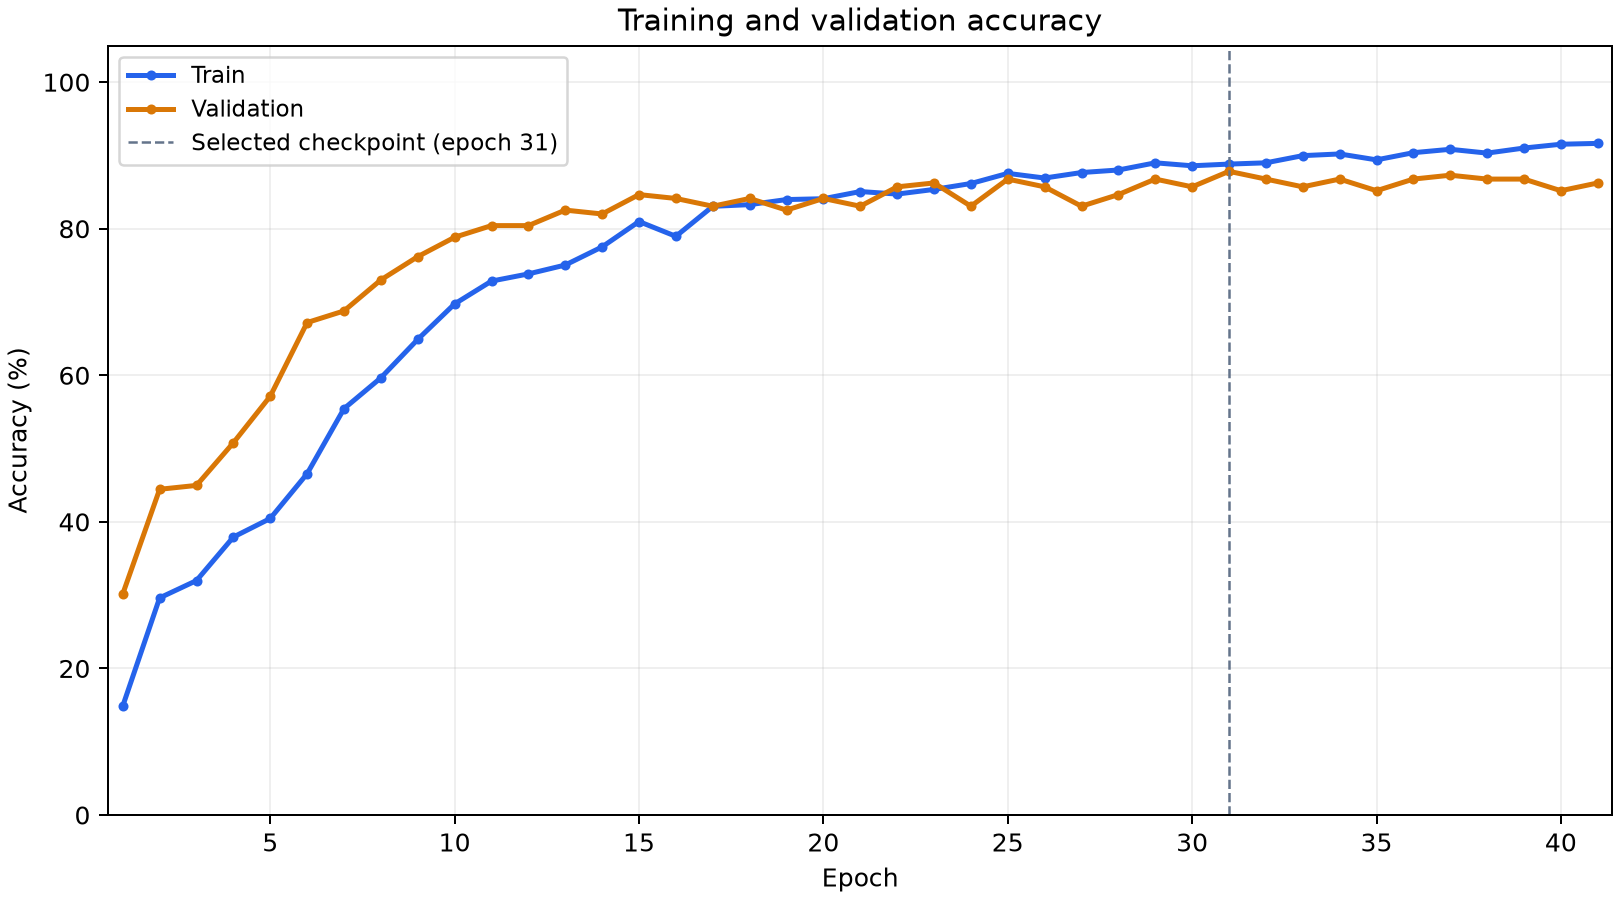 Training and validation accuracy
Train
Validation
Selected checkpoint (epoch 31)
Accuracy (%)
100
80
60
40
20
0
5 10 15 20 25 30 35 40
Epoch